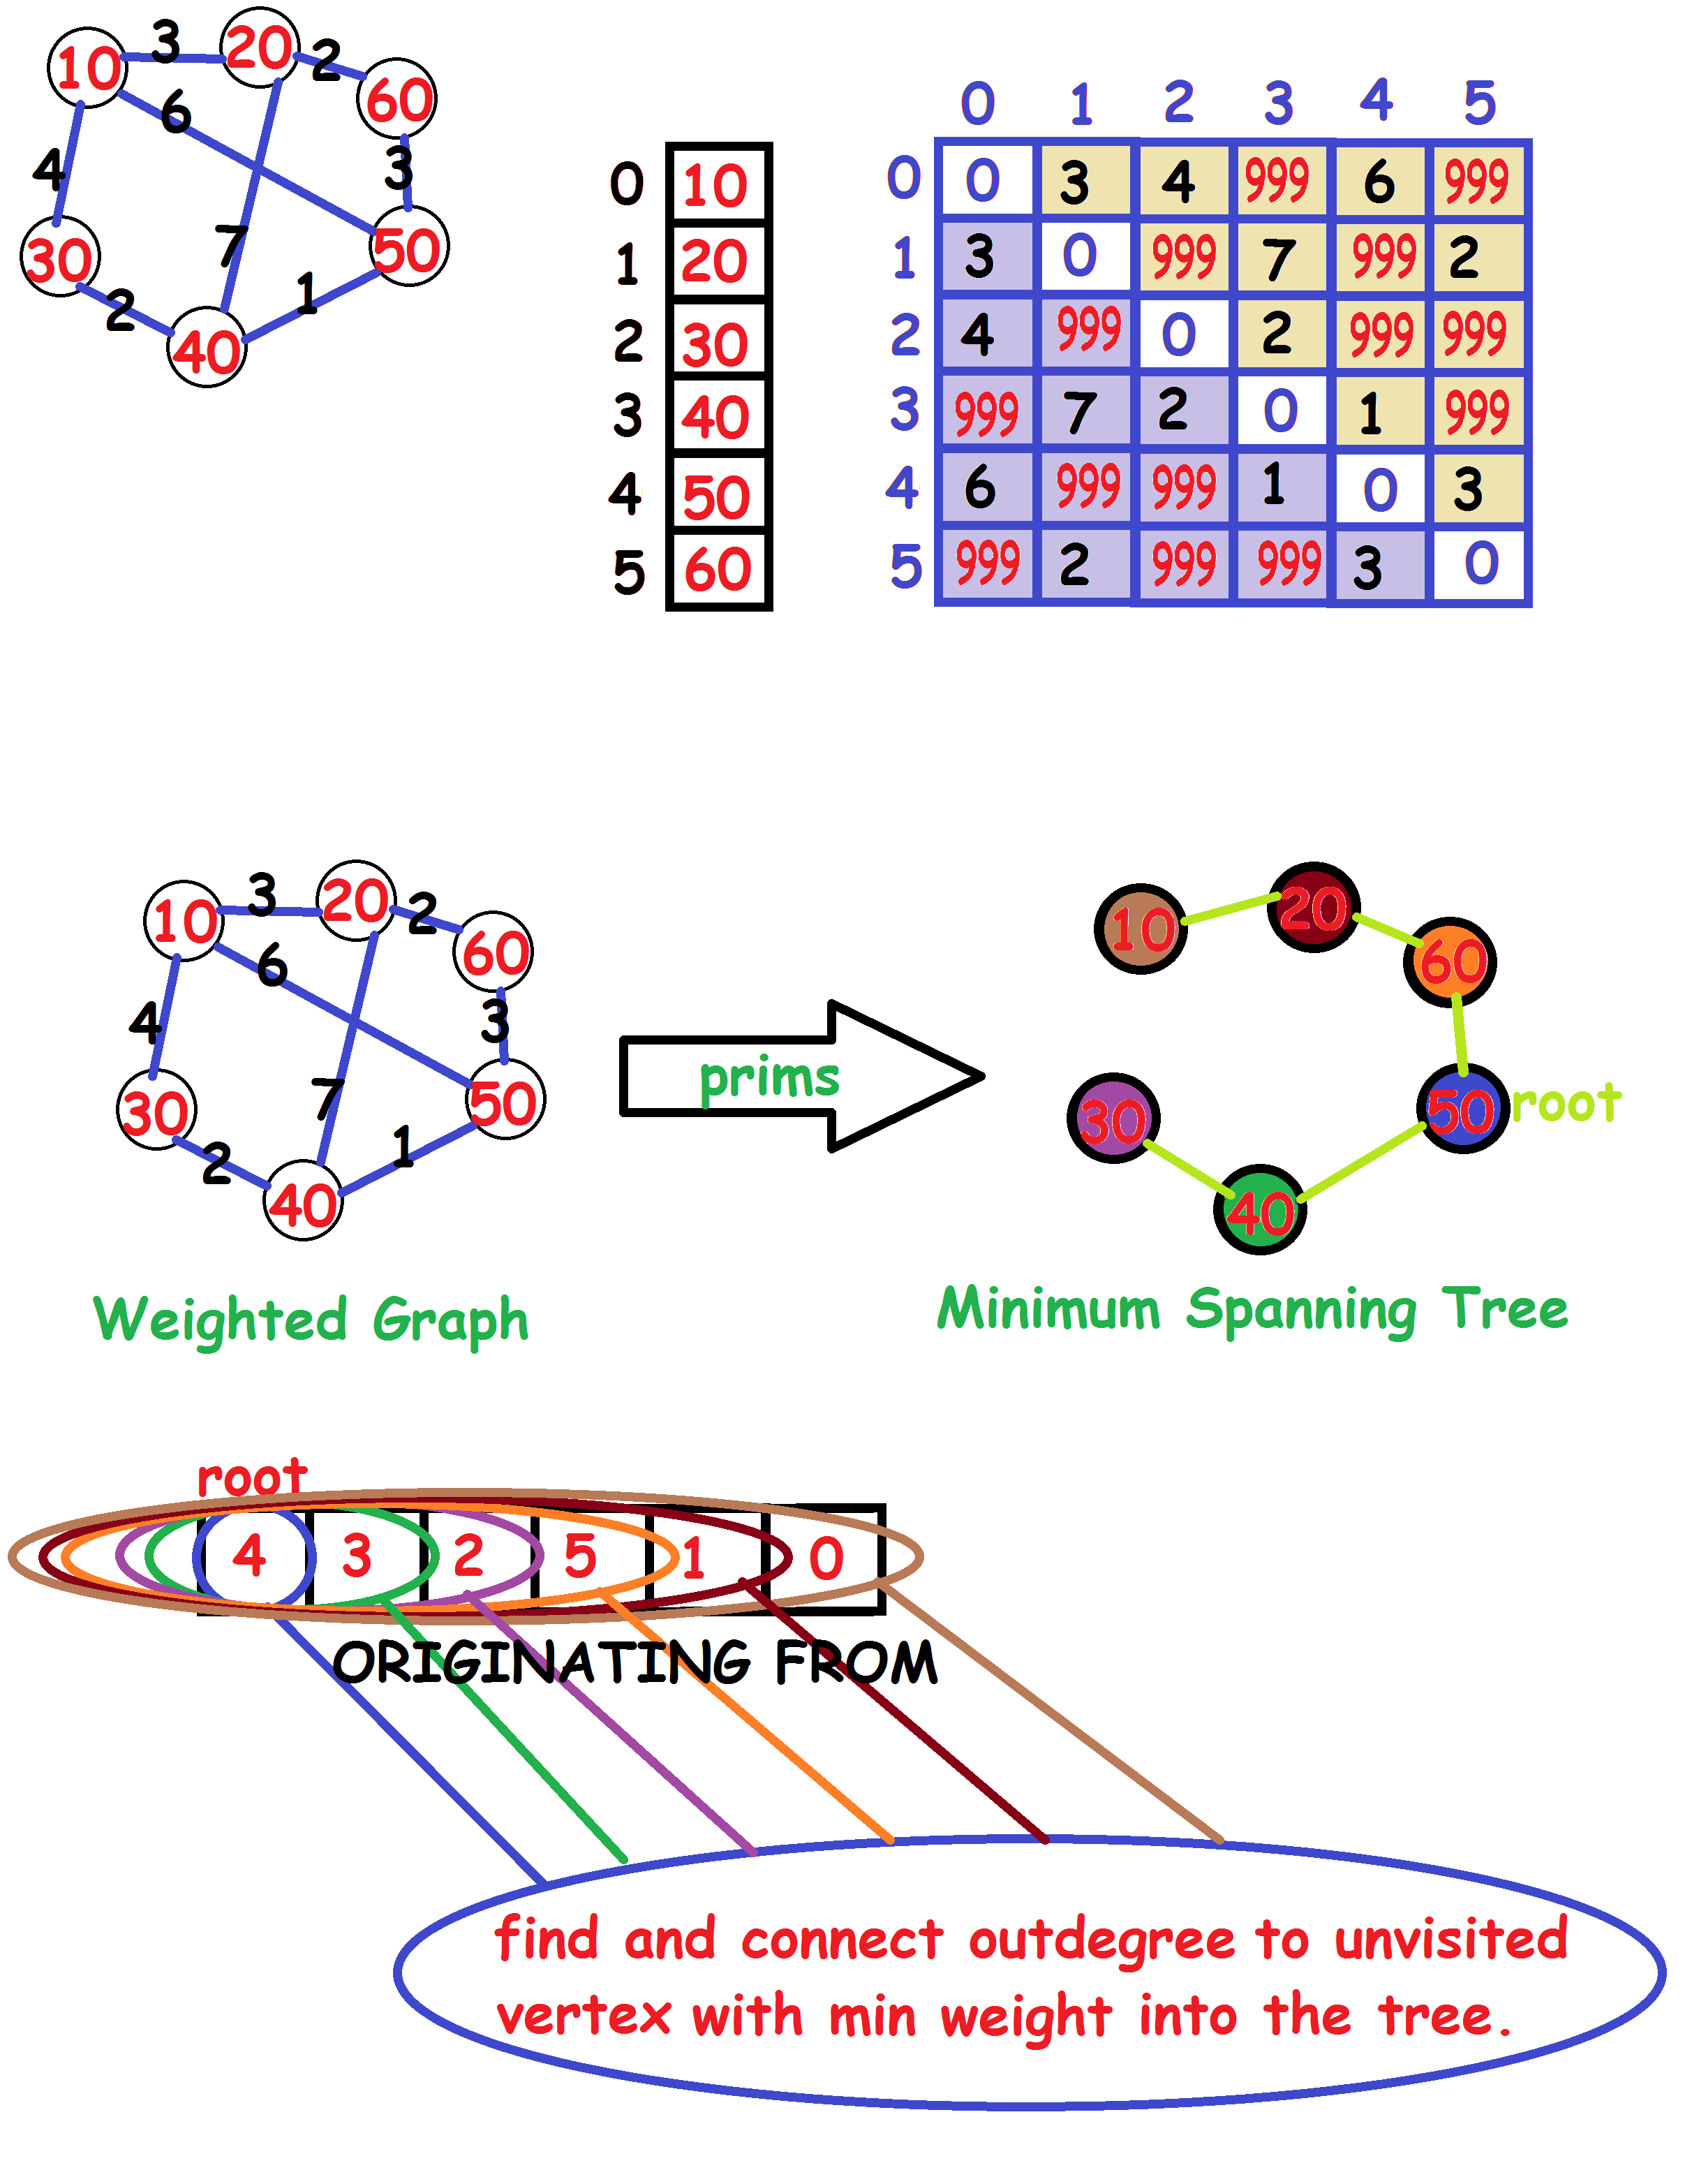 10 3 20 2 60
6
4 3
30 7 50
2 1
40
0 10
1 20
2 30
3 40
4 50
5 60
0 1 2 3 4 5
0 0 3 4 999 6 999
1 3 0 999 7 999 2
2 4 999 0 2 999 999
3 999 7 2 0 1 999
4 6 999 999 1 0 3
5 999 2 999 999 3 0
10 3 20 2 60
6
4 3
30 7 50
2 1
40
Weighted Graph
prims
10 20 60
30 50 root
40
Minimum Spanning Tree
root
4 3 2 5 1 0
ORIGINATING FROM
find and connect outdegree to unvisited
vertex with min weight into the tree.